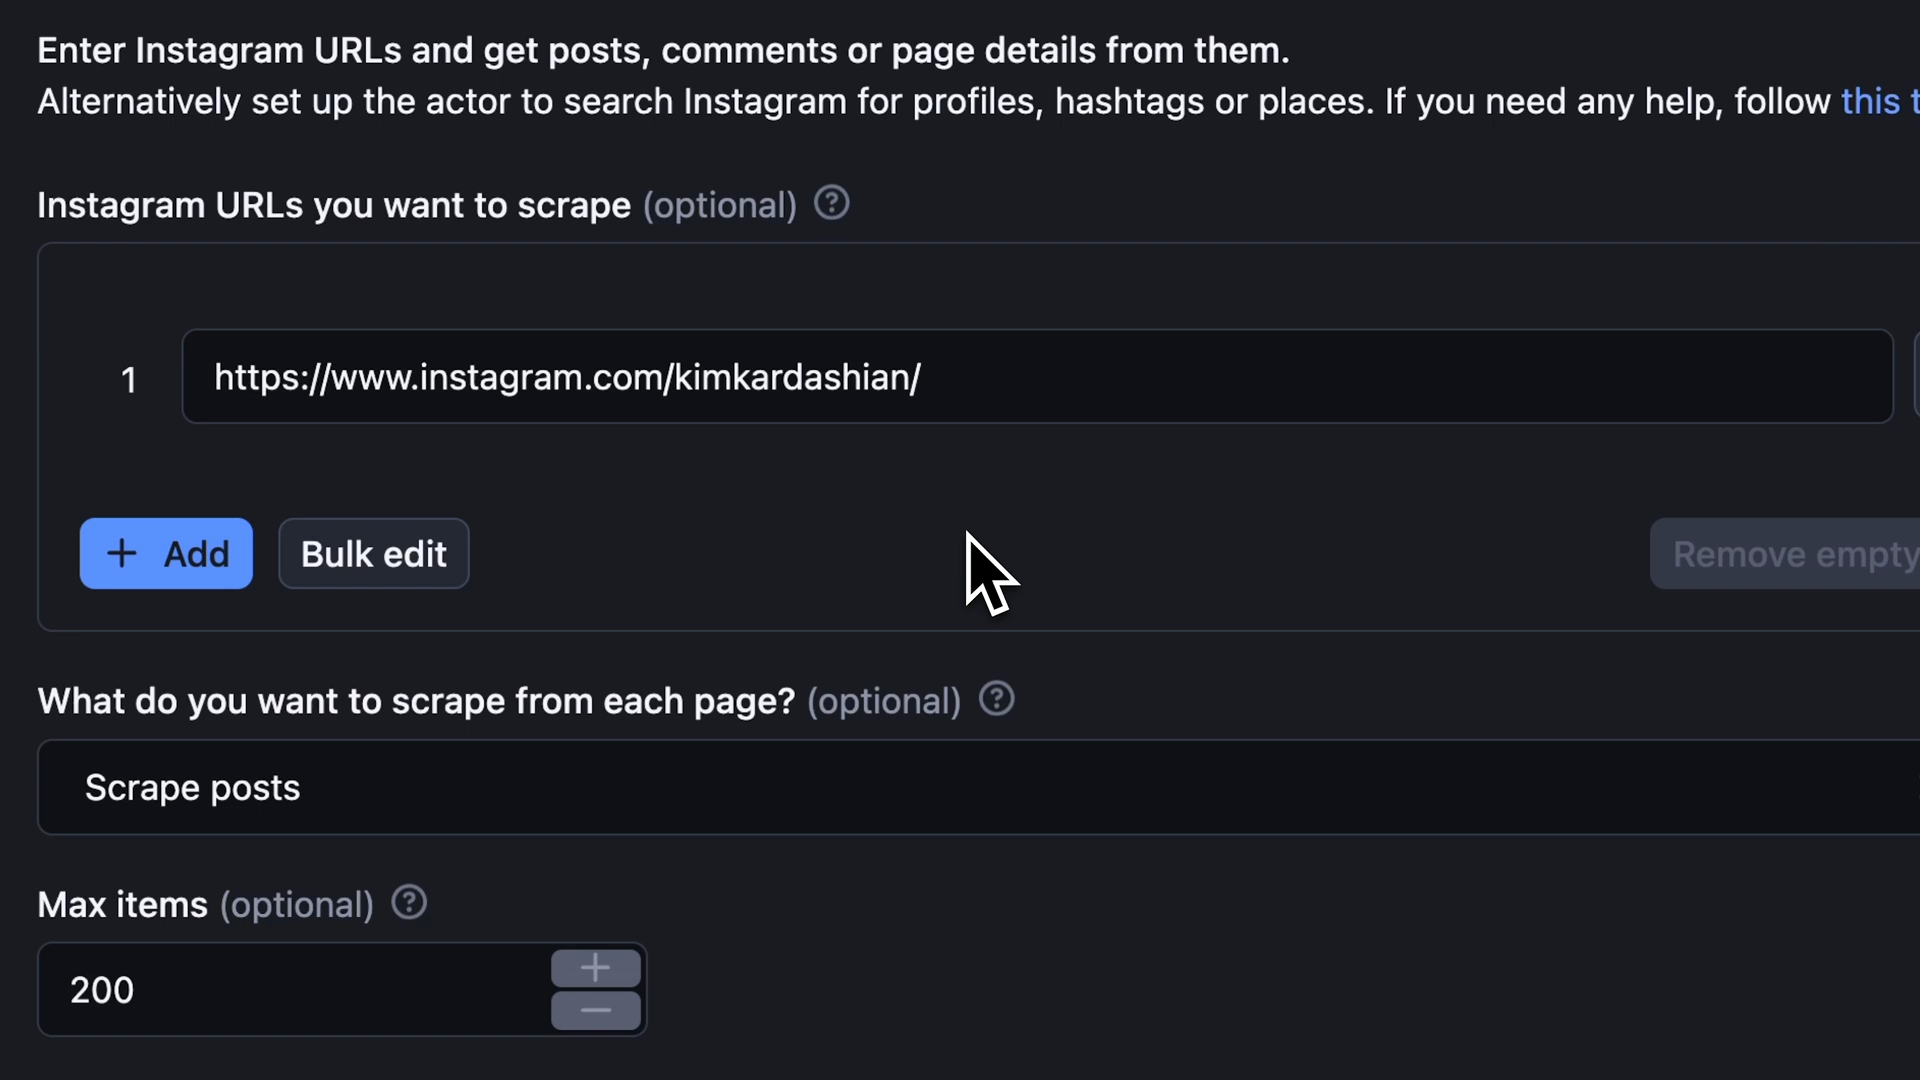 Enter Instagram URLs and get posts, comments or page details from them.
Alternatively set up the actor to search Instagram for profiles, hashtags or places. If you need any help, follow this t
Instagram URLs you want to scrape (optional) ?
1 https://www.instagram.com/kimkardashian/
+ Add Bulk edit Remove empty
What do you want to scrape from each page? (optional) ?
Scrape posts
Max items (optional) ?
200